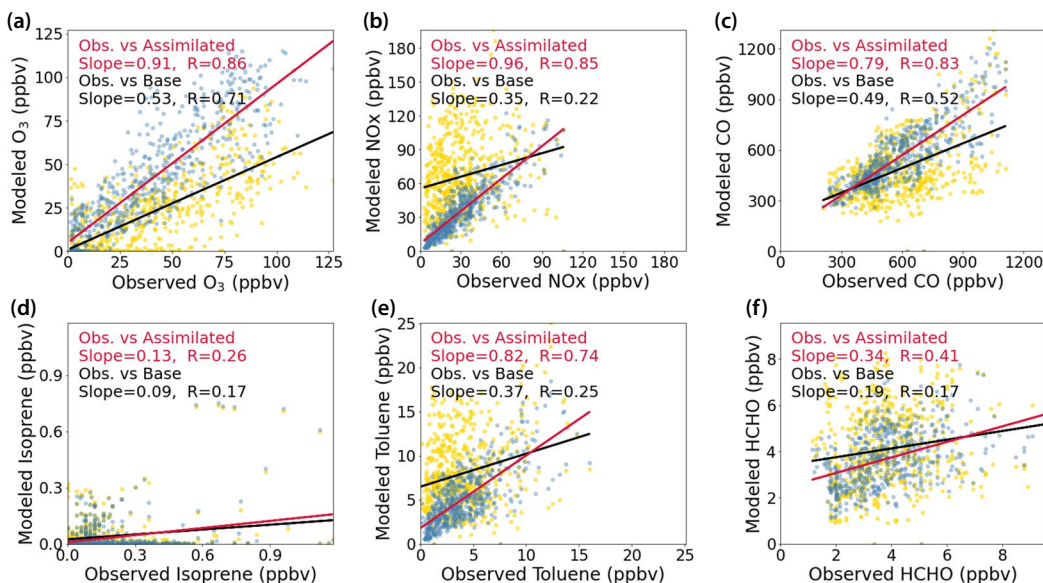 (a)
Obs. vs Assimilated
Slope=0.91, R=0.86
Obs. vs Base
Slope=0.53, R=0.71
Modeled O₃ (ppbv)
125
100
75
50
25
0
0 25 50 75 100 125
Observed O₃ (ppbv)
(b)
Obs. vs Assimilated
Slope=0.96, R=0.85
Obs. vs Base
Slope=0.35, R=0.22
Modeled NOx (ppbv)
180
150
120
90
60
30
0
0 30 60 90 120 150 180
Observed NOx (ppbv)
(c)
Obs. vs Assimilated
Slope=0.79, R=0.83
Obs. vs Base
Slope=0.49, R=0.52
Modeled CO (ppbv)
1200
900
600
300
0
0 300 600 900 1200
Observed CO (ppbv)
(d)
Obs. vs Assimilated
Slope=0.13, R=0.26
Obs. vs Base
Slope=0.09, R=0.17
Modeled Isoprene (ppbv)
0.9
0.6
0.3
0.0
0.0 0.3 0.6 0.9
Observed Isoprene (ppbv)
(e)
Obs. vs Assimilated
Slope=0.82, R=0.74
Obs. vs Base
Slope=0.37, R=0.25
Modeled Toluene (ppbv)
25
20
15
10
5
0
0 5 10 15 20 25
Observed Toluene (ppbv)
(f)
Obs. vs Assimilated
Slope=0.34, R=0.41
Obs. vs Base
Slope=0.19, R=0.17
Modeled HCHO (ppbv)
8
6
4
2
0
0 2 4 6 8
Observed HCHO (ppbv)